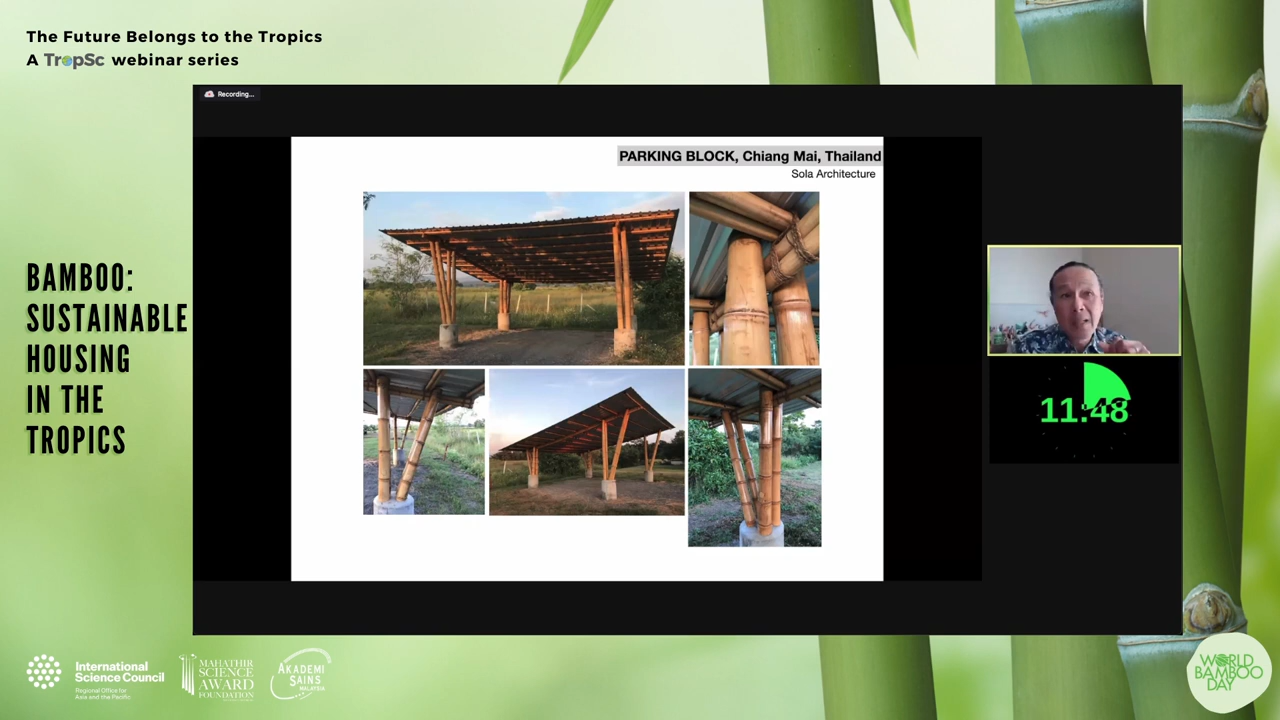 The Future Belongs to the Tropics
A TropSc webinar series
Recording...
PARKING BLOCK, Chiang Mai, Thailand
Sola Architecture
BAMBOO:
SUSTAINABLE
HOUSING
IN THE
TROPICS
11:48
International
Science Council
Regional Office for
Asia and the Pacific
MAHATHIR
SCIENCE
AWARD
FOUNDATION
AKADEMI
SAINS
MALAYSIA
WORLD
BAMBOO
DAY